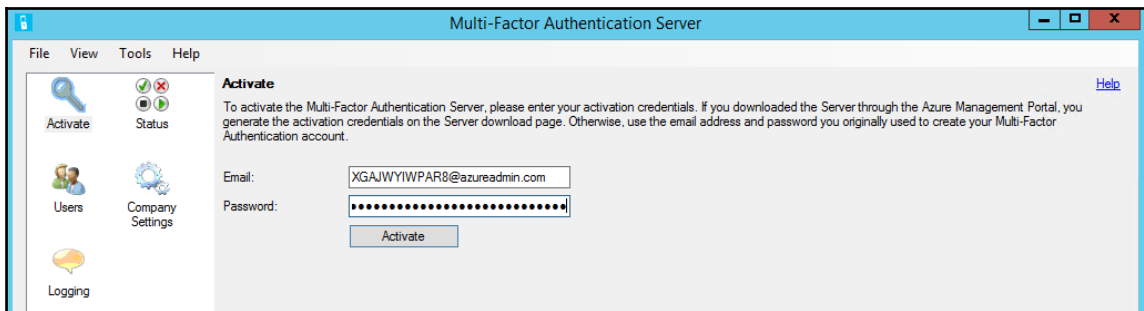 Multi-Factor Authentication Server
File View Tools Help
Activate
Status
Users
Company
Settings
Logging
Activate
Help
To activate the Multi-Factor Authentication Server, please enter your activation credentials. If you downloaded the Server through the Azure Management Portal, you
generate the activation credentials on the Server download page. Otherwise, use the email address and password you originally used to create your Multi-Factor
Authentication account.
Email: XGAJWYIWPAR8@azureadmin.com
Password: ••••••••••••••••••••••••••••
Activate